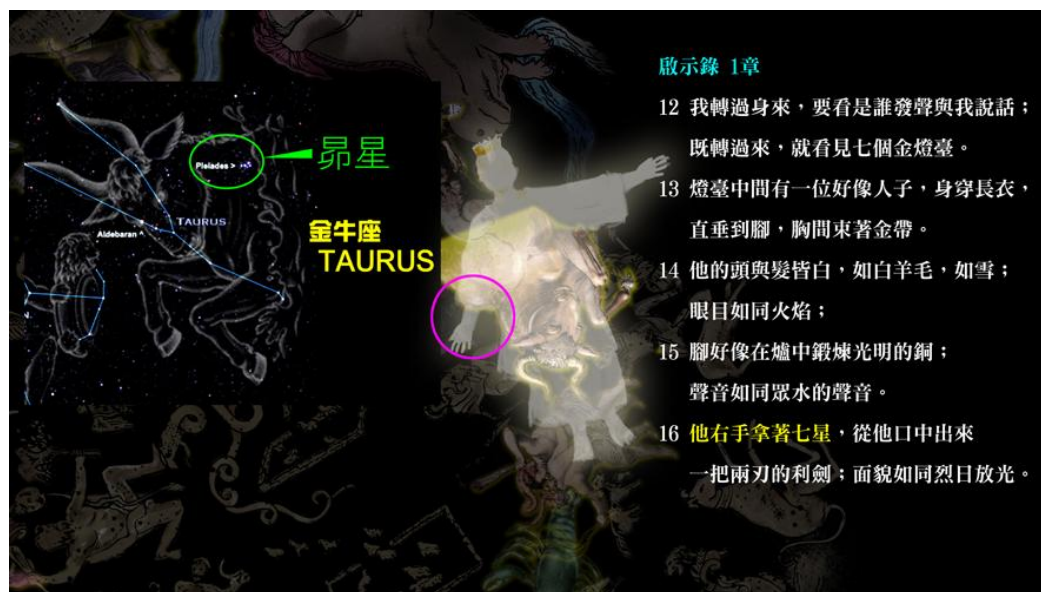 Pleiades >
昴星
TAURUS
Aldebaran ^
金牛座
TAURUS
啟示錄 1章
12 我轉過身來，要看是誰發聲與我說話；
既轉過來，就看見七個金燈臺。
13 燈臺中間有一位好像人子，身穿長衣，
直垂到腳，胸間束著金帶。
14 他的頭與髮皆白，如白羊毛，如雪；
眼目如同火焰；
15 腳好像在爐中鍛煉光明的銅；
聲音如同眾水的聲音。
16 他右手拿著七星，從他口中出來
一把兩刃的利劍；面貌如同烈日放光。